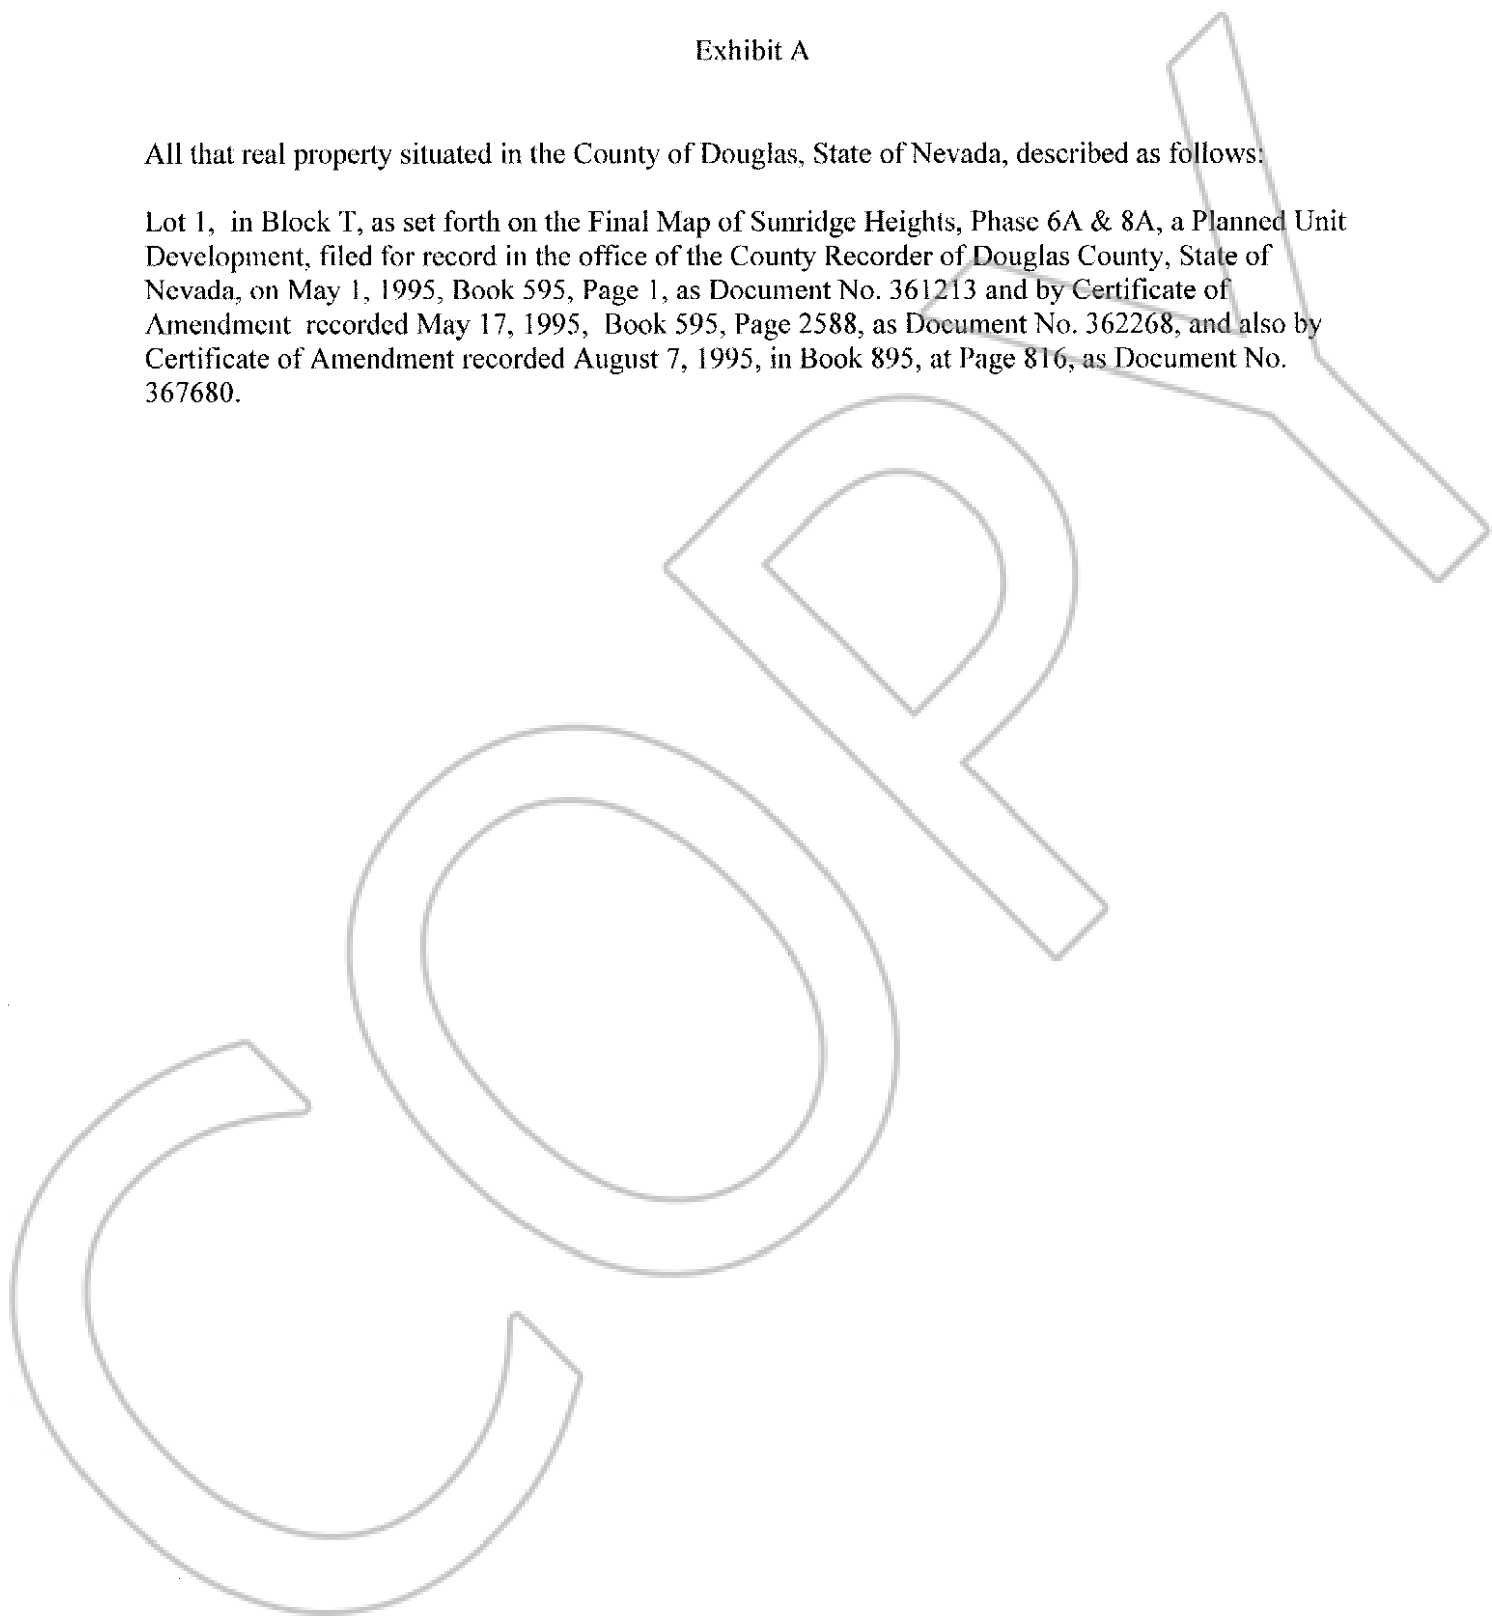 Exhibit A
All that real property situated in the County of Douglas, State of Nevada, described as follows:
Lot 1, in Block T, as set forth on the Final Map of Sunridge Heights, Phase 6A & 8A, a Planned Unit
Development, filed for record in the office of the County Recorder of Douglas County, State of
Nevada, on May 1, 1995, Book 595, Page 1, as Document No. 361213 and by Certificate of
Amendment recorded May 17, 1995, Book 595, Page 2588, as Document No. 362268, and also by
Certificate of Amendment recorded August 7, 1995, in Book 895, at Page 816, as Document No.
367680.
COPY